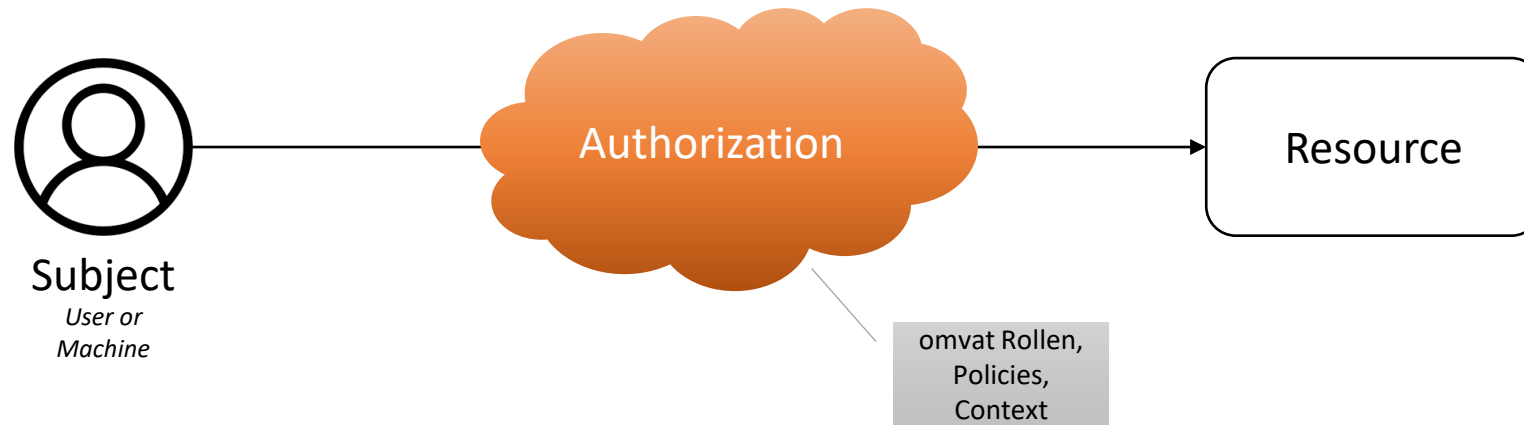 Authorization
Resource
Subject
User or
Machine
omvat Rollen,
Policies,
Context